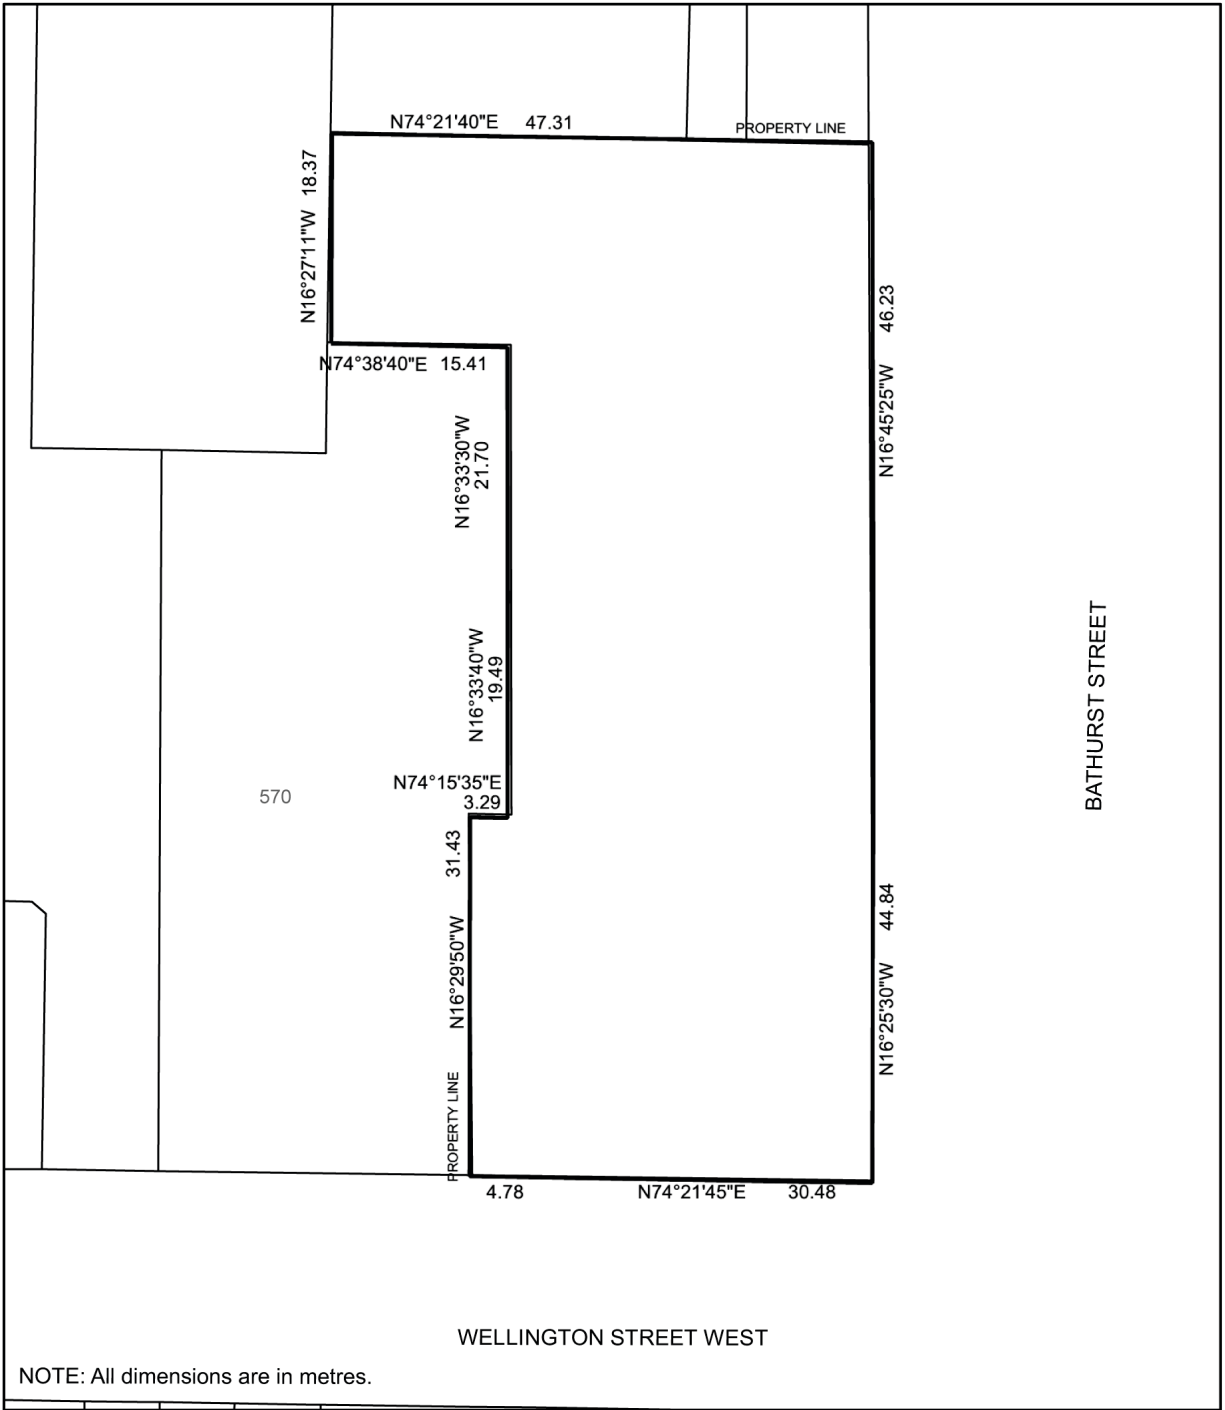 N74°21'40"E 47.31
PROPERTY LINE
N16°27'11"W 18.37
N74°38'40"E 15.41
N16°45'25"W 46.23
N16°33'30"W
21.70
N16°33'40"W
19.49
N74°15'35"E
3.29
570
BATHURST STREET
N16°29'50"W 31.43
N16°25'30"W 44.84
PROPERTY LINE
4.78 N74°21'45"E 30.48
WELLINGTON STREET WEST
NOTE: All dimensions are in metres.